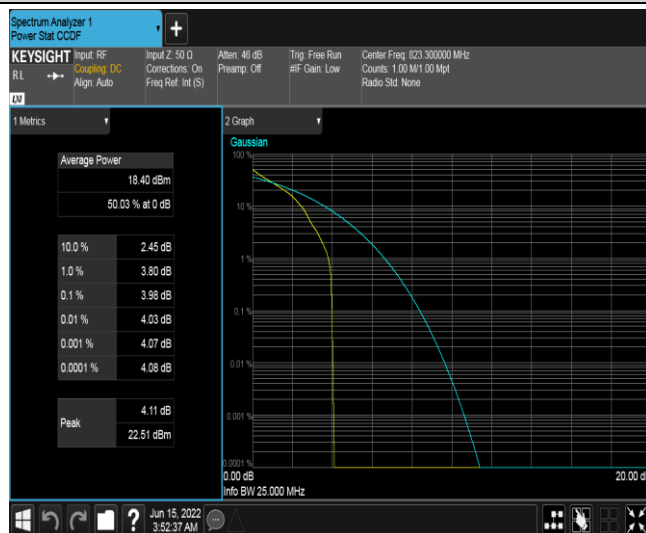 Spectrum Analyzer 1
Power Stat CCDF
+
KEYSIGHT
RL
LXI
Input: RF
Coupling: DC
Align: Auto
Input Z: 50 Ω
Corrections: On
Freq Ref: Int (S)
Atten: 46 dB
Preamp: Off
Trig: Free Run
#IF Gain: Low
Center Freq: 823.300000 MHz
Counts: 1.00 M/1.00 Mpt
Radio Std: None
1 Metrics
Average Power
18.40 dBm
50.03 % at 0 dB
10.0 % 2.45 dB
1.0 % 3.80 dB
0.1 % 3.98 dB
0.01 % 4.03 dB
0.001 % 4.07 dB
0.0001 % 4.08 dB
Peak
4.11 dB
22.51 dBm
2 Graph
Gaussian
100 %
10 %
1 %
0.1 %
0.01 %
0.001 %
0.0001 %
0.00 dB
20.00 d
Info BW 25.000 MHz
?
Jun 15, 2022
3:52:37 AM